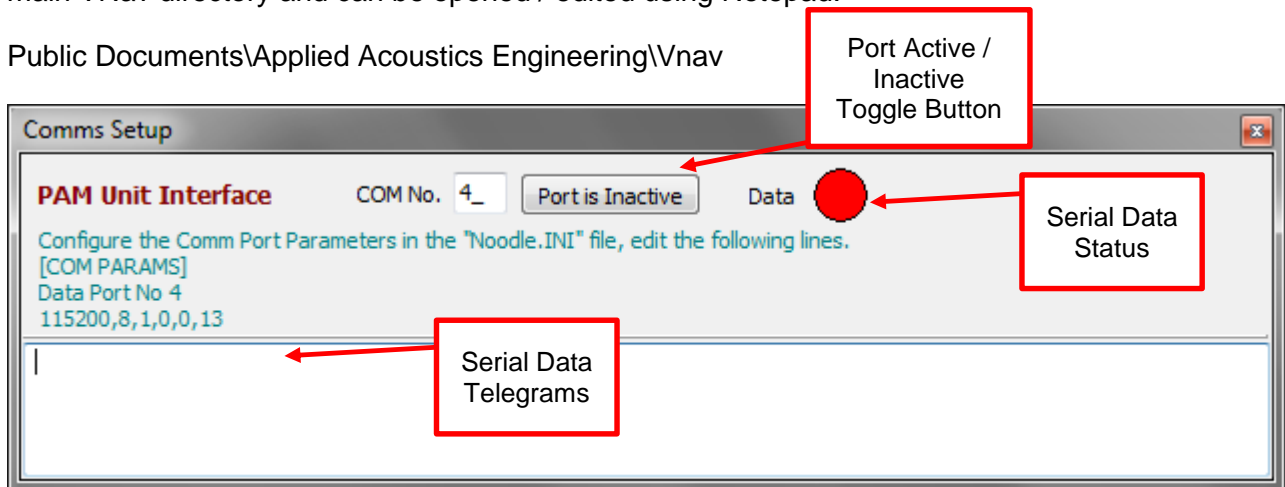 main VNav directory and can be opened / edited using Notepad.
Public Documents\Applied Acoustics Engineering\Vnav
Port Active /
Inactive
Toggle Button
Comms Setup
PAM Unit Interface COM No. 4_ Port is Inactive Data
Serial Data
Status
Configure the Comm Port Parameters in the "Noodle.INI" file, edit the following lines.
[COM PARAMS]
Data Port No 4
115200,8,1,0,0,13
Serial Data
Telegrams